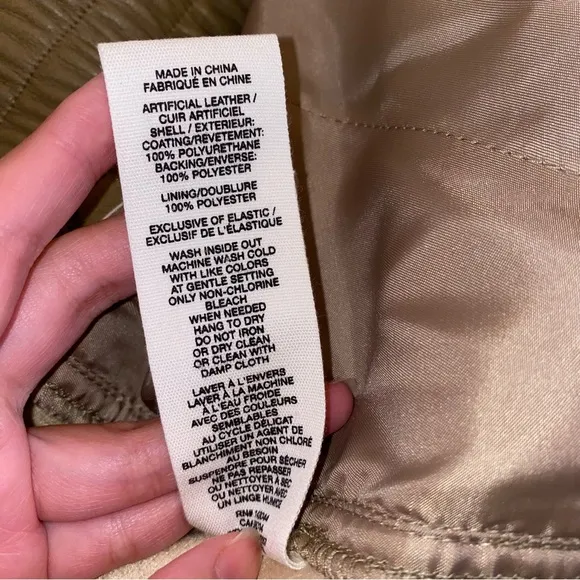 MADE IN CHINA
FABRIQUÉ EN CHINE
ARTIFICIAL LEATHER /
CUIR ARTIFICIEL
SHELL / EXTERIEUR:
COATING/REVETEMENT:
100% POLYURETHANE
BACKING/ENVERSE:
100% POLYESTER
LINING/DOUBLURE
100% POLYESTER
EXCLUSIVE OF ELASTIC /
EXCLUSIF DE L'ÉLASTIQUE
WASH INSIDE OUT
MACHINE WASH COLD
WITH LIKE COLORS
AT GENTLE SETTING
ONLY NON-CHLORINE
BLEACH
WHEN NEEDED
HANG TO DRY
DO NOT IRON
OR DRY CLEAN
OR CLEAN WITH
DAMP CLOTH
LAVER À L'ENVERS
LAVER À LA MACHINE
À L'EAU FROIDE
AVEC DES COULEURS
SEMBLABLES
AU CYCLE DÉLICAT
UTILISER UN AGENT DE
BLANCHIMENT NON CHLORÉ
AU BESOIN
SUSPENDRE POUR SÉCHER
NE PAS REPASSER
OU NETTOYER À SEC
OU NETTOYER AVEC
UN LINGE HUMIDE
RN#
CA#